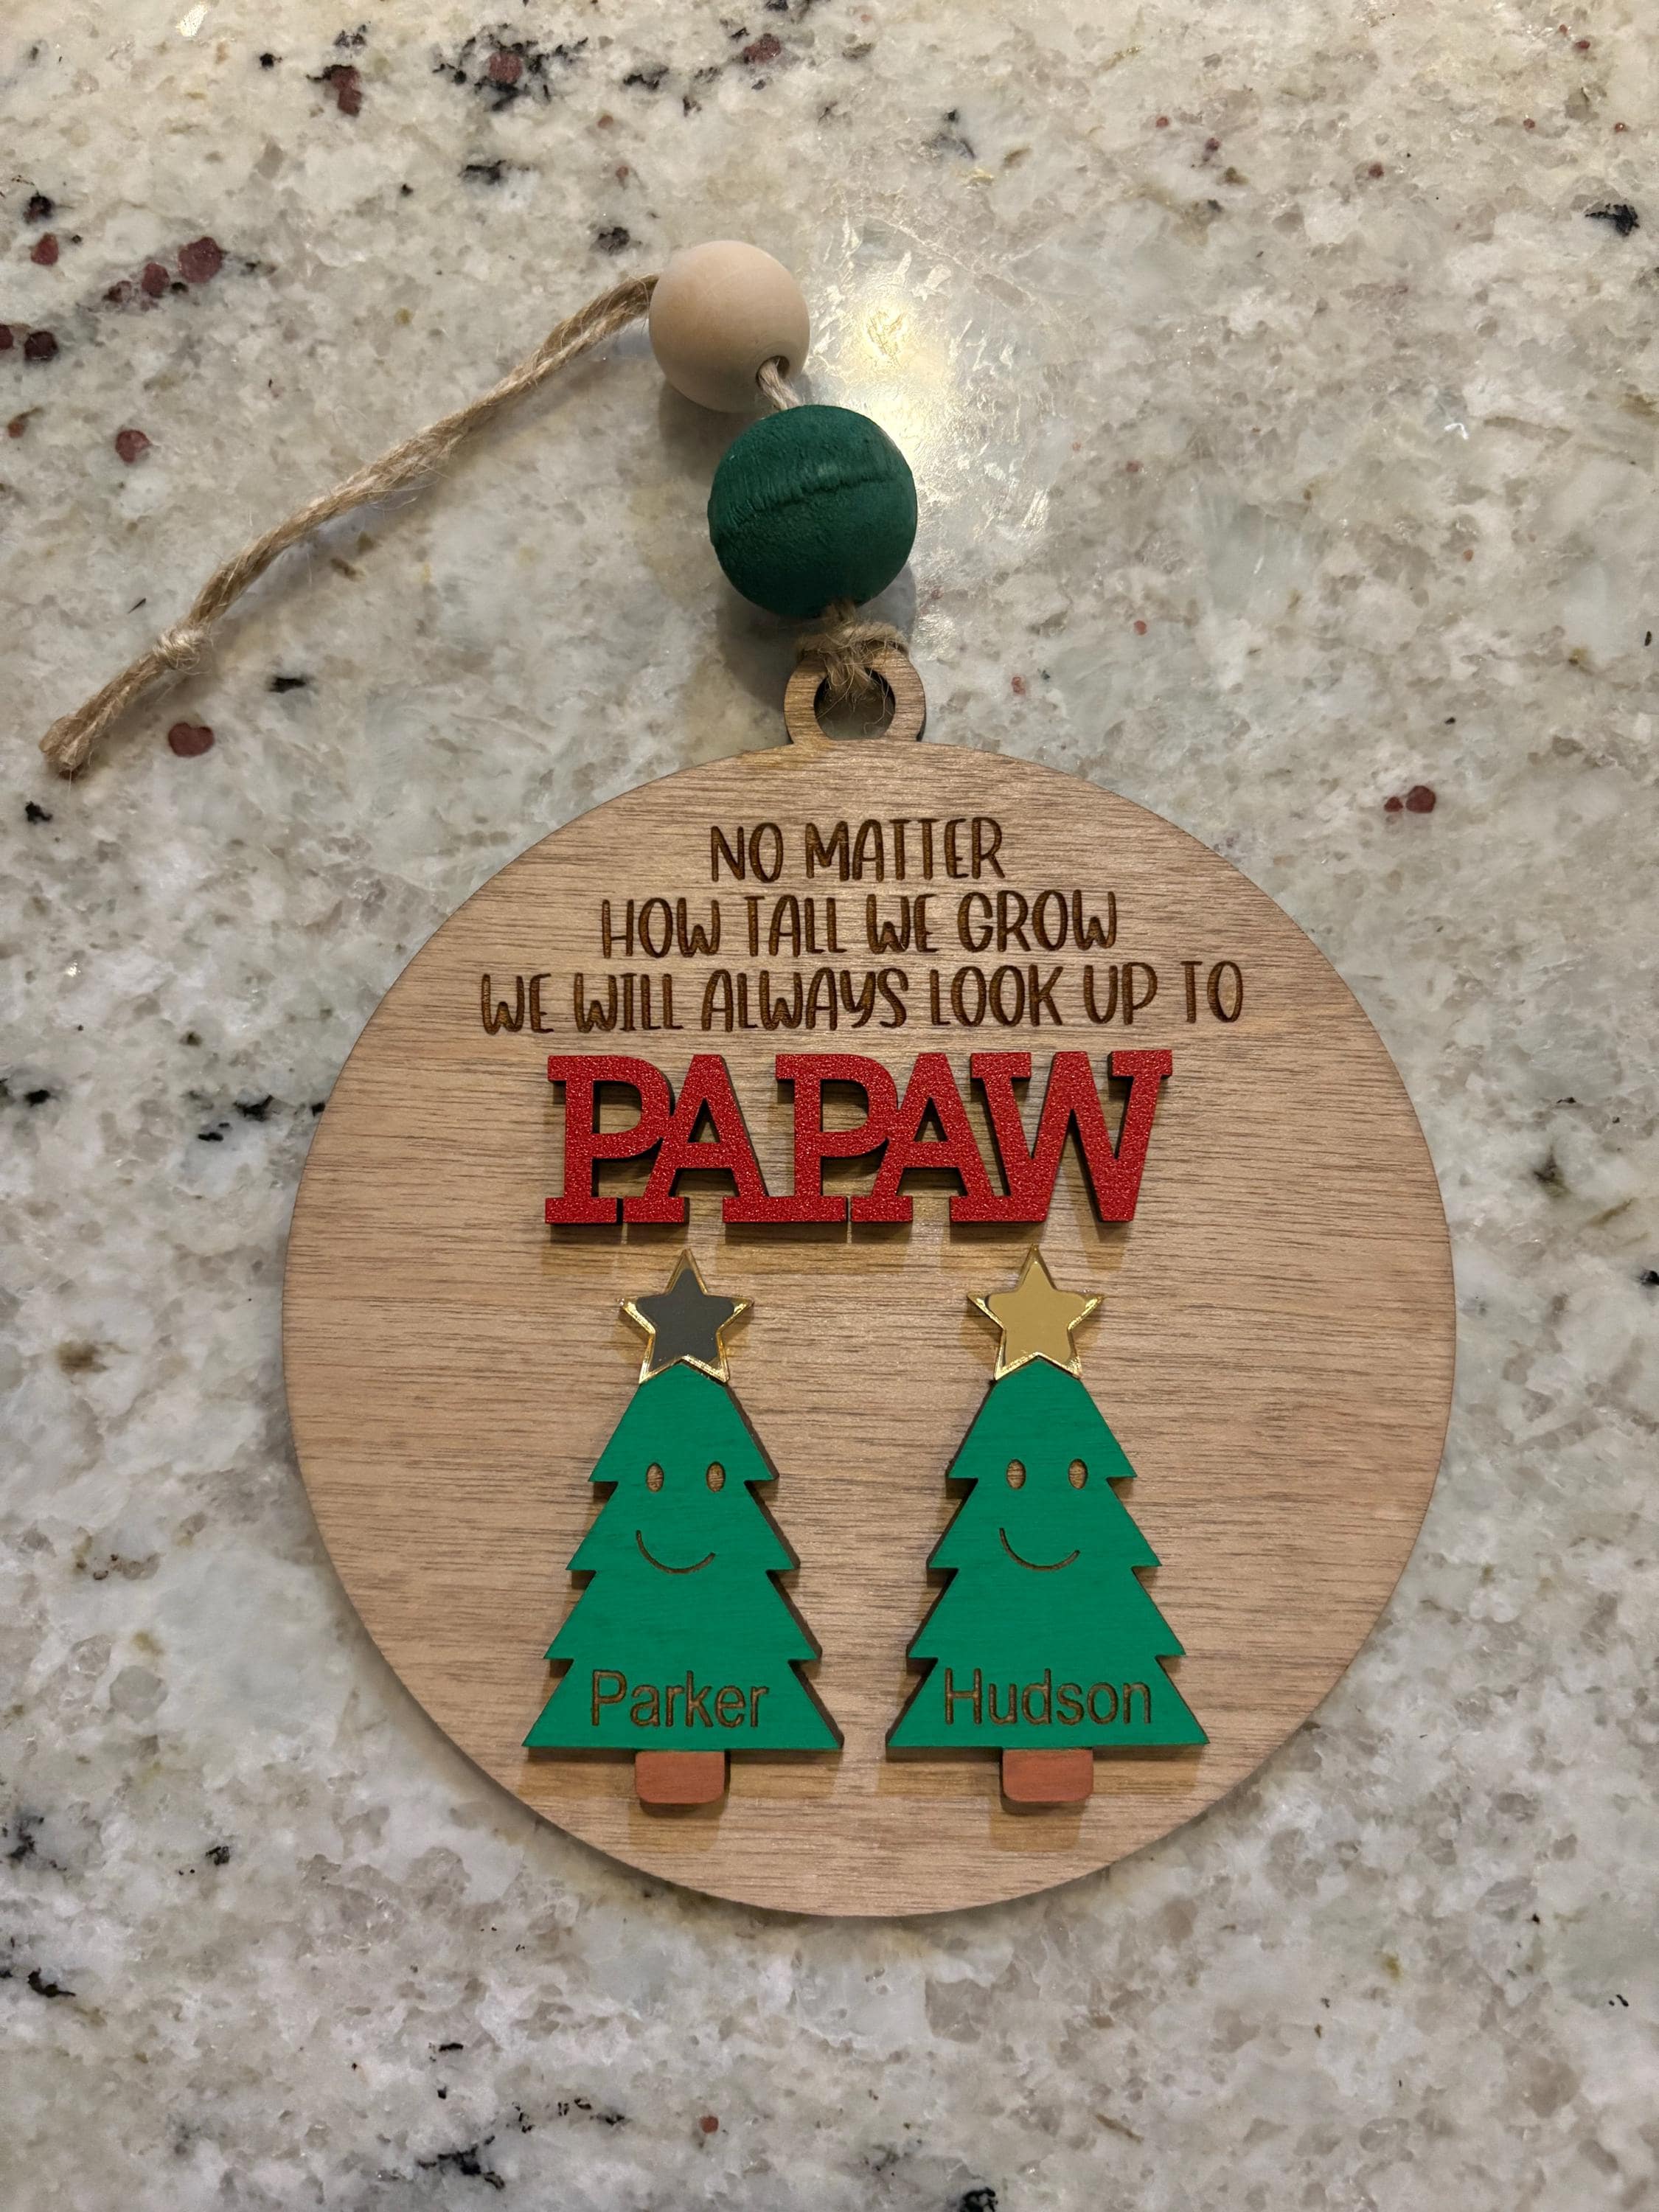 NO MATTER
HOW TALL WE GROW
WE WILL ALWAYS LOOK UP TO
PAPAW
Parker
Hudson